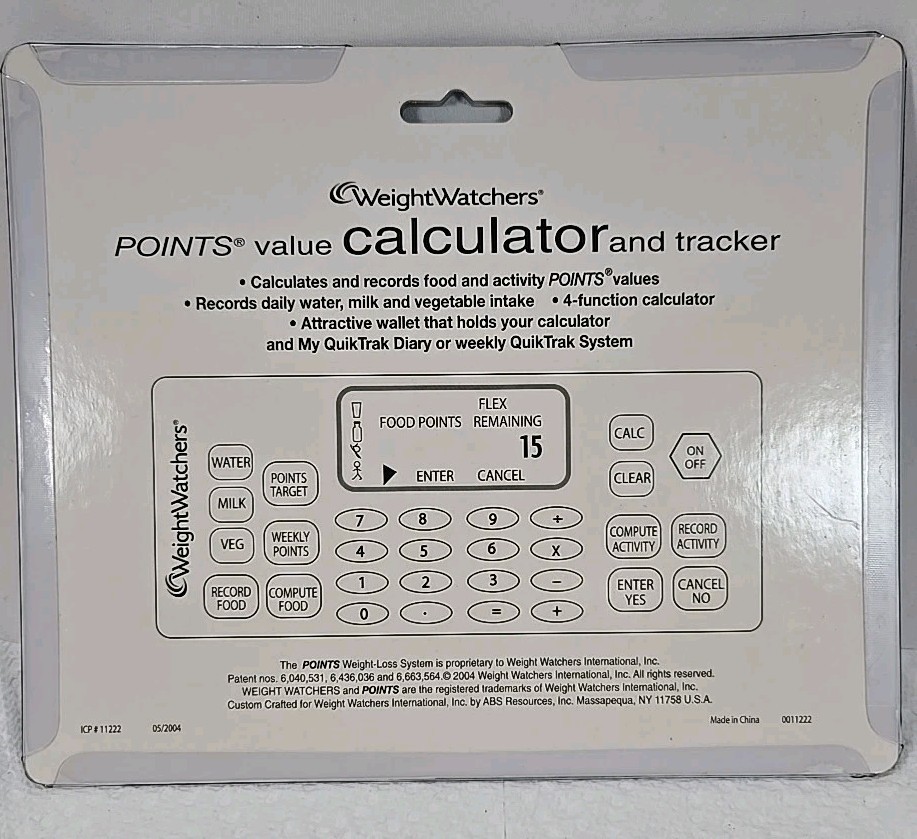 WeightWatchers®
POINTS® value calculator and tracker
• Calculates and records food and activity POINTS® values
• Records daily water, milk and vegetable intake • 4-function calculator
• Attractive wallet that holds your calculator
and My QuikTrak Diary or weekly QuikTrak System
WeightWatchers®
WATER
MILK
VEG
RECORD FOOD
POINTS TARGET
WEEKLY POINTS
COMPUTE FOOD
FLEX
FOOD POINTS REMAINING
15
ENTER CANCEL
7 8 9 +
4 5 6 X
1 2 3 –
0 . = +
CALC
CLEAR
ON OFF
COMPUTE ACTIVITY
RECORD ACTIVITY
ENTER YES
CANCEL NO
The POINTS Weight-Loss System is proprietary to Weight Watchers International, Inc.
Patent nos. 6,040,531, 6,436,036 and 6,663,564.© 2004 Weight Watchers International, Inc. All rights reserved.
WEIGHT WATCHERS and POINTS are the registered trademarks of Weight Watchers International, Inc.
Custom Crafted for Weight Watchers International, Inc. by ABS Resources, Inc. Massapequa, NY 11758 U.S.A.
ICP # 11222 05/2004 Made in China 0011222